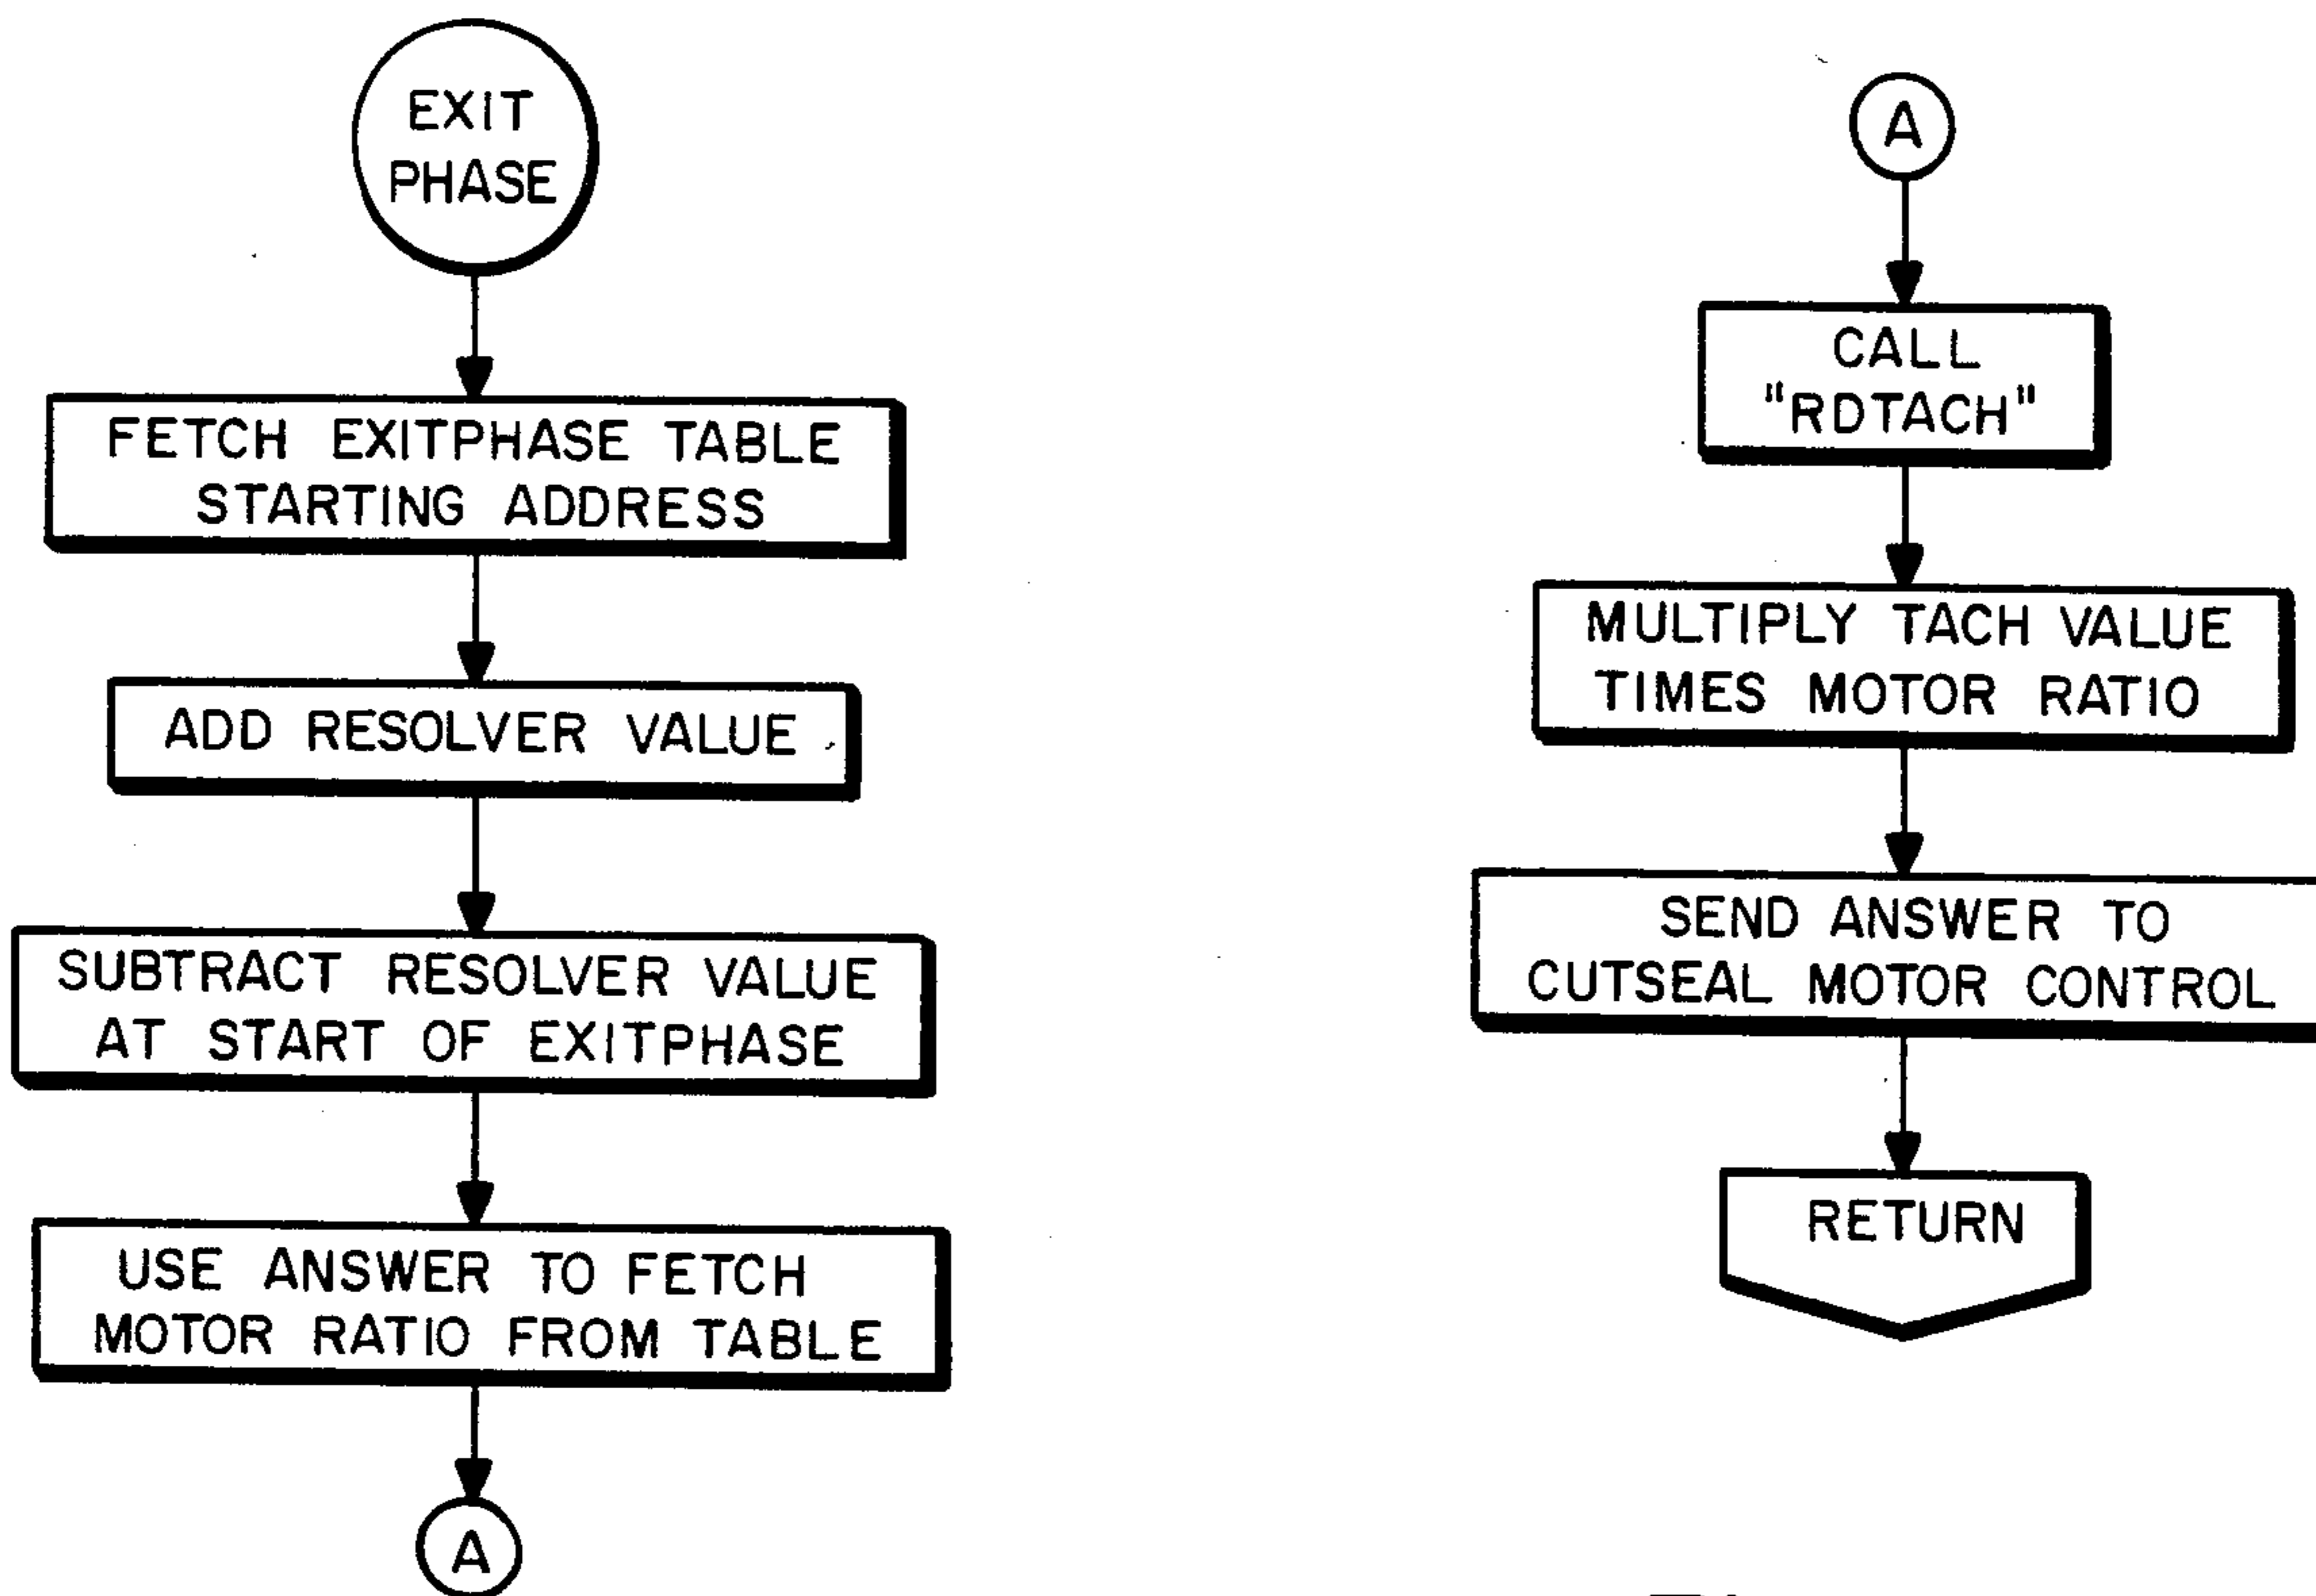 EXIT
PHASE
FETCH EXITPHASE TABLE
STARTING ADDRESS
ADD RESOLVER VALUE
SUBTRACT RESOLVER VALUE
AT START OF EXITPHASE
USE ANSWER TO FETCH
MOTOR RATIO FROM TABLE
A
A
CALL
"RDTACH"
MULTIPLY TACH VALUE
TIMES MOTOR RATIO
SEND ANSWER TO
CUTSEAL MOTOR CONTROL
RETURN